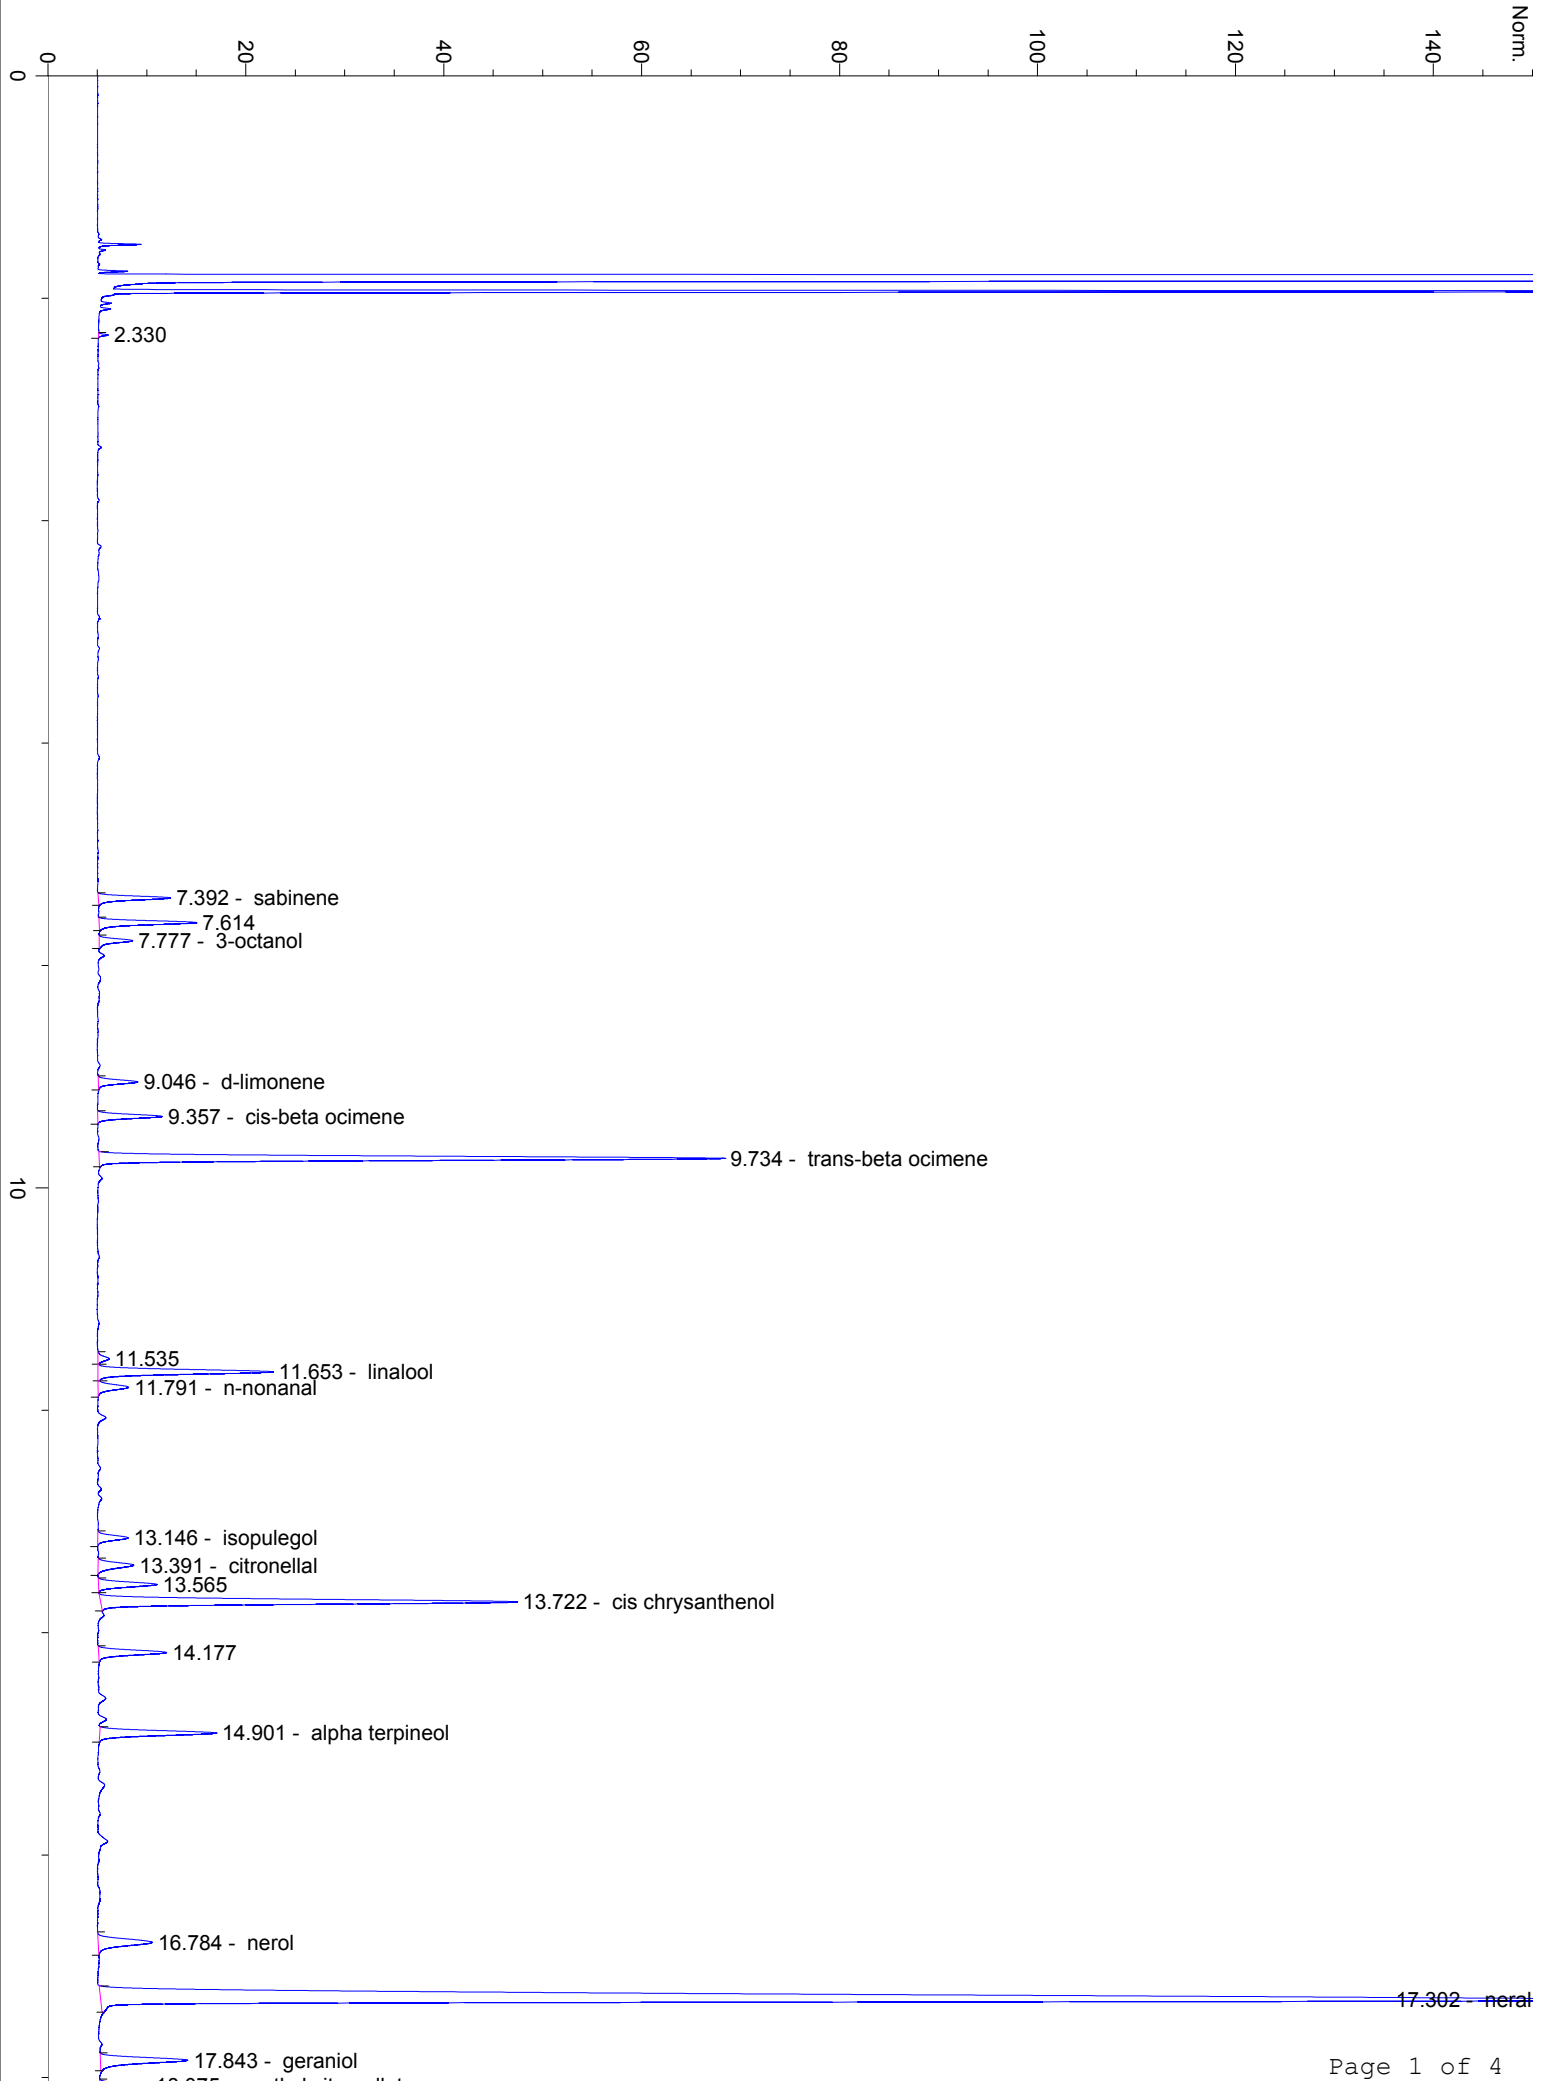 Norm.
0
20
40
60
80
100
120
140
0
2.330
7.392 - sabinene
7.614
7.777 - 3-octanol
9.046 - d-limonene
9.357 - cis-beta ocimene
9.734 - trans-beta ocimene
10
11.535
11.653 - linalool
11.791 - n-nonanal
13.146 - isopulegol
13.391 - citronellal
13.565
13.722 - cis chrysanthenol
14.177
14.901 - alpha terpineol
16.784 - nerol
17.302 - neral
17.843 - geraniol
Page 1 of 4